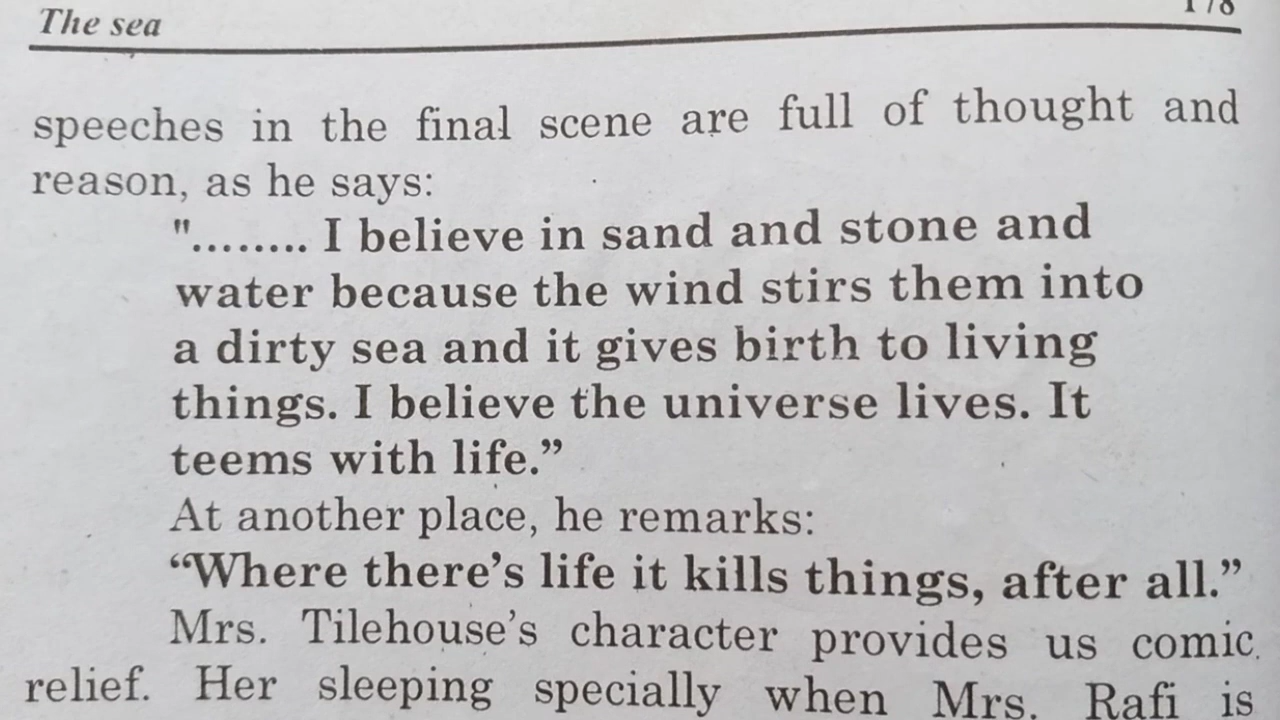 The sea 178
speeches in the final scene are full of thought and
reason, as he says:
"........ I believe in sand and stone and
water because the wind stirs them into
a dirty sea and it gives birth to living
things. I believe the universe lives. It
teems with life.”
At another place, he remarks:
“Where there’s life it kills things, after all.”
Mrs. Tilehouse’s character provides us comic
relief. Her sleeping specially when Mrs. Rafi is